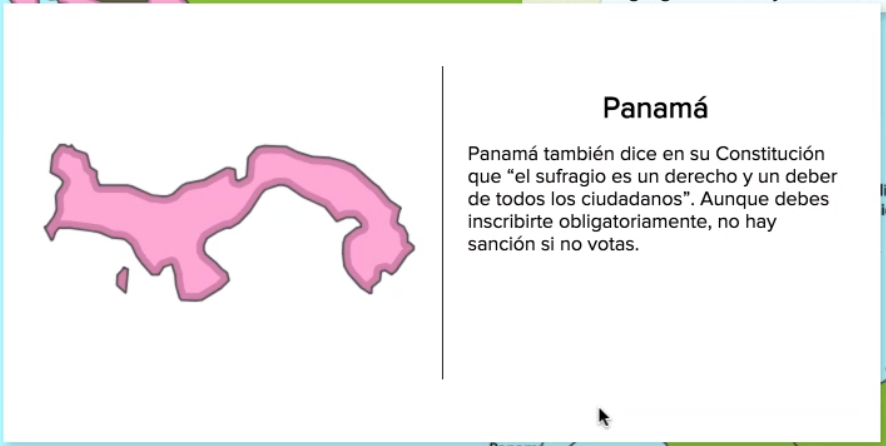 Panamá
Panamá también dice en su Constitución
que “el sufragio es un derecho y un deber
de todos los ciudadanos”. Aunque debes
inscribirte obligatoriamente, no hay
sanción si no votas.